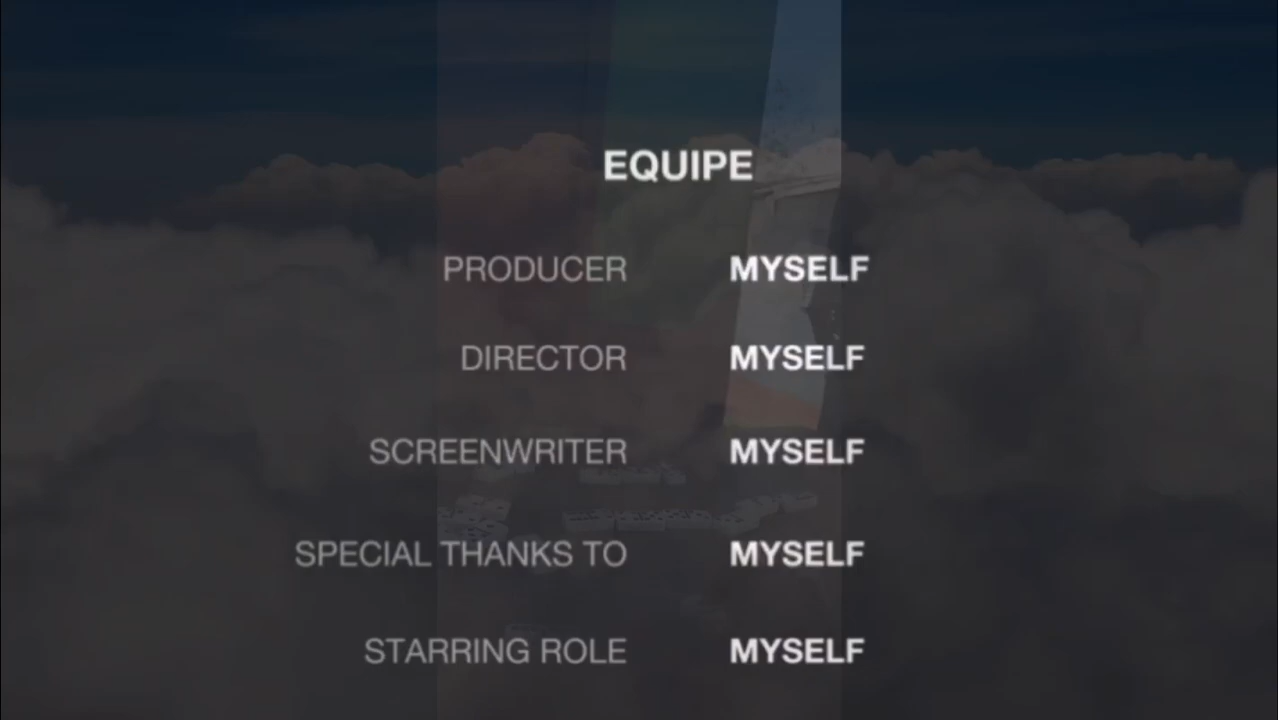 EQUIPE
PRODUCER MYSELF
DIRECTOR MYSELF
SCREENWRITER MYSELF
SPECIAL THANKS TO MYSELF
STARRING ROLE MYSELF